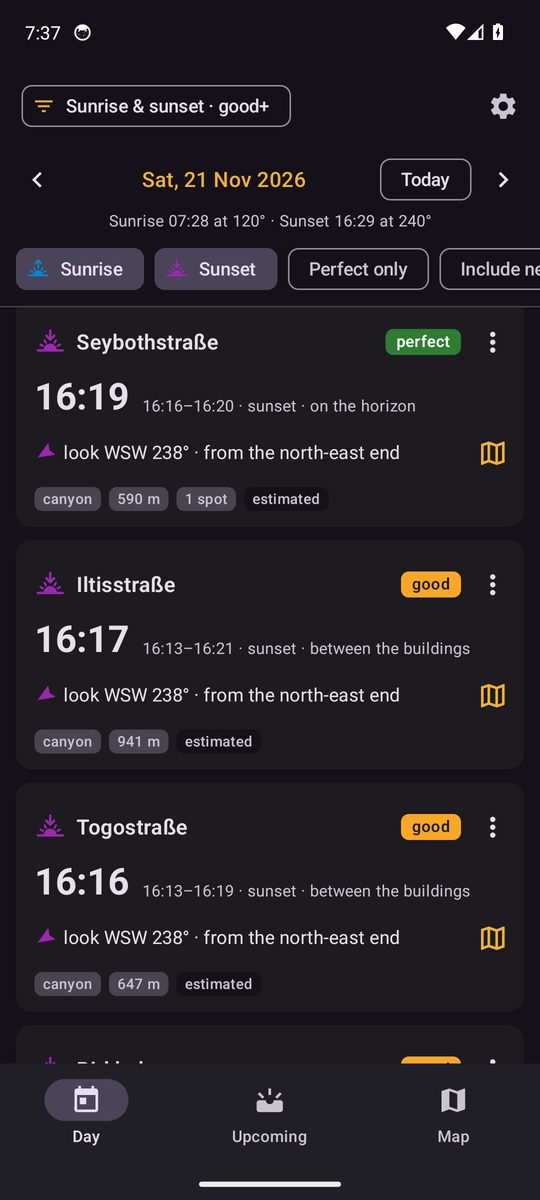 7:37
Sunrise & sunset · good+
Sat, 21 Nov 2026
Today
Sunrise 07:28 at 120° · Sunset 16:29 at 240°
Sunrise
Sunset
Perfect only
Include
Seybothstraße
perfect
16:19
16:16–16:20 · sunset · on the horizon
look WSW 238° · from the north-east end
canyon
590 m
1 spot
estimated
Iltisstraße
good
16:17
16:13–16:21 · sunset · between the buildings
look WSW 238° · from the north-east end
canyon
941 m
estimated
Togostraße
good
16:16
16:13–16:19 · sunset · between the buildings
look WSW 238° · from the north-east end
canyon
647 m
estimated
Day
Upcoming
Map